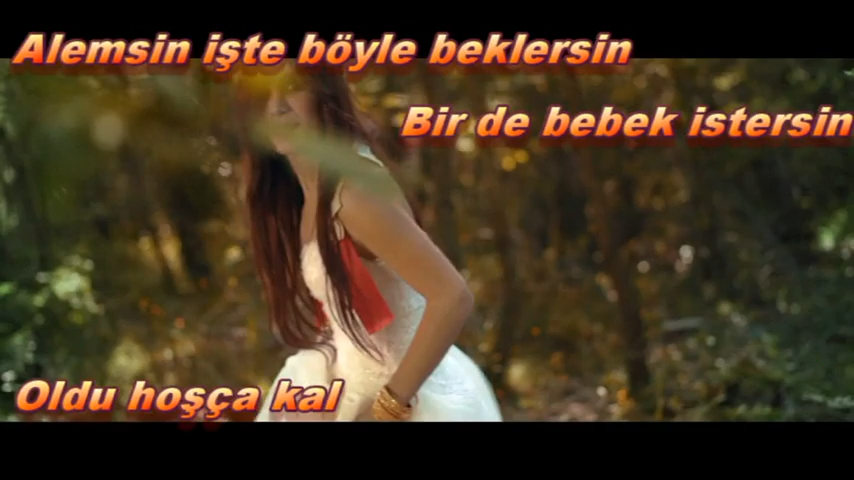 Alemsin işte böyle beklersin
Bir de bebek istersin
Oldu hoşça kal